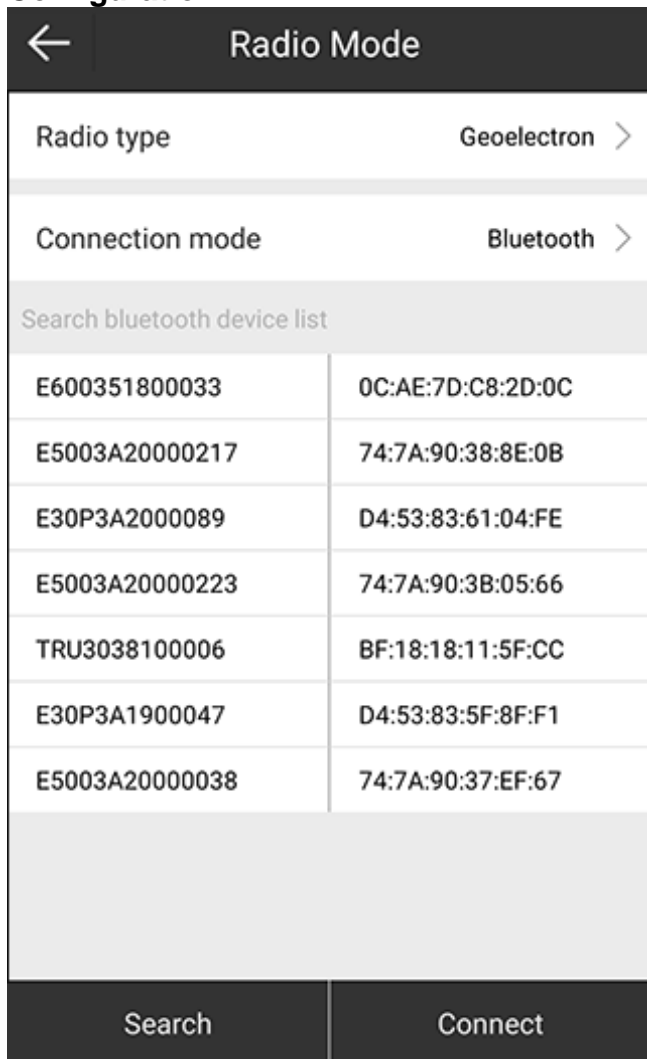 Radio Mode
Radio type Geoelectron
Connection mode Bluetooth
Search bluetooth device list
E600351800033 0C:AE:7D:C8:2D:0C
E5003A20000217 74:7A:90:38:8E:0B
E30P3A2000089 D4:53:83:61:04:FE
E5003A20000223 74:7A:90:3B:05:66
TRU3038100006 BF:18:18:11:5F:CC
E30P3A1900047 D4:53:83:5F:8F:F1
E5003A20000038 74:7A:90:37:EF:67
Search Connect